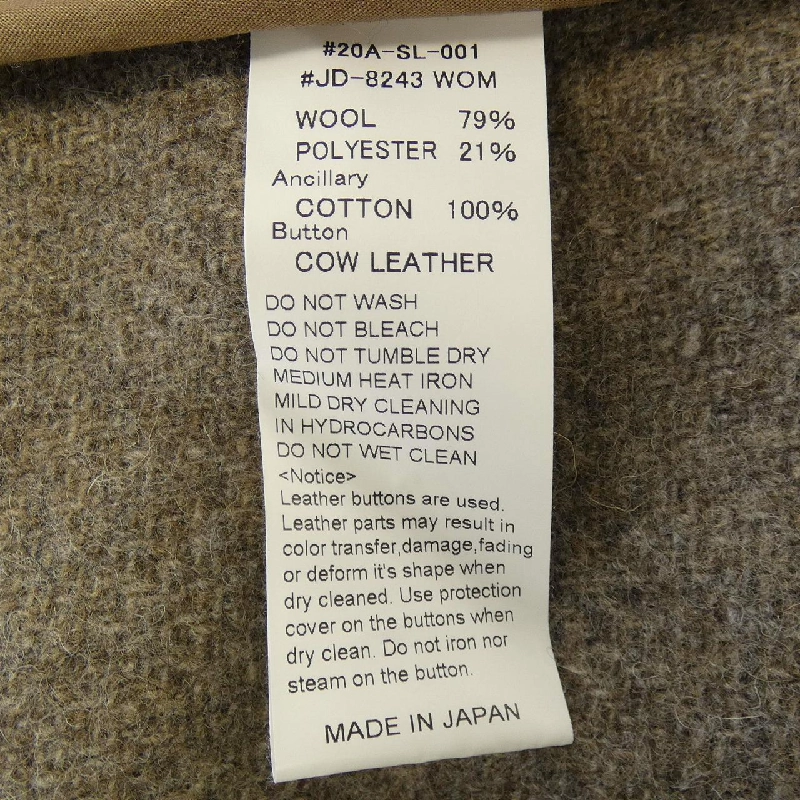 #20A-SL-001
#JD-8243 WOM
WOOL 79%
POLYESTER 21%
Ancillary
COTTON 100%
Button
COW LEATHER
DO NOT WASH
DO NOT BLEACH
DO NOT TUMBLE DRY
MEDIUM HEAT IRON
MILD DRY CLEANING
IN HYDROCARBONS
DO NOT WET CLEAN
<Notice>
Leather buttons are used.
Leather parts may result in
color transfer,damage,fading
or deform it's shape when
dry cleaned. Use protection
cover on the buttons when
dry clean. Do not iron nor
steam on the button.
MADE IN JAPAN